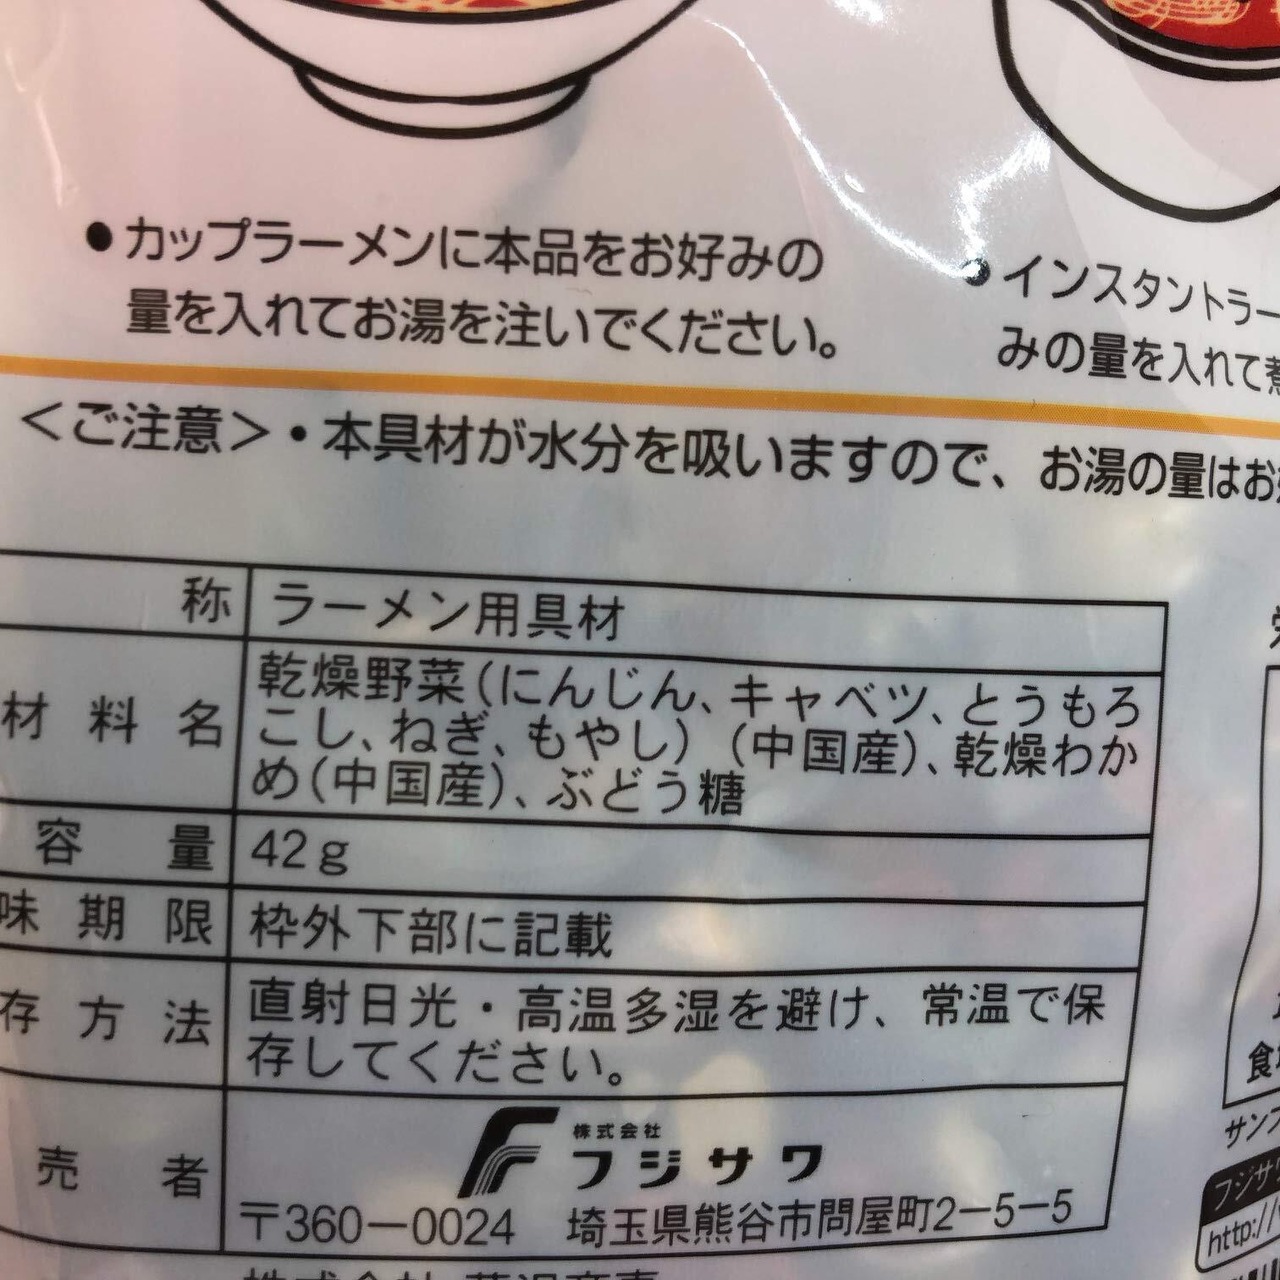 •カップラーメンに本品をお好みの
量を入れてお湯を注いでください。
•インスタントラー
みの量を入れて煮
＜ご注意＞・本具材が水分を吸いますので、お湯の量はお
称 ラーメン用具材
材料名 乾燥野菜(にんじん、キャベツ、とうもろ
こし、ねぎ、もやし)(中国産)、乾燥わか
め(中国産)、ぶどう糖
容量 42g
味期限 枠外下部に記載
存方法 直射日光・高温多湿を避け、常温で保
存してください。
売者 株式会社
フジサワ
〒360−0024 埼玉県熊谷市問屋町2−5−5
サンフ
フジサワ
http://